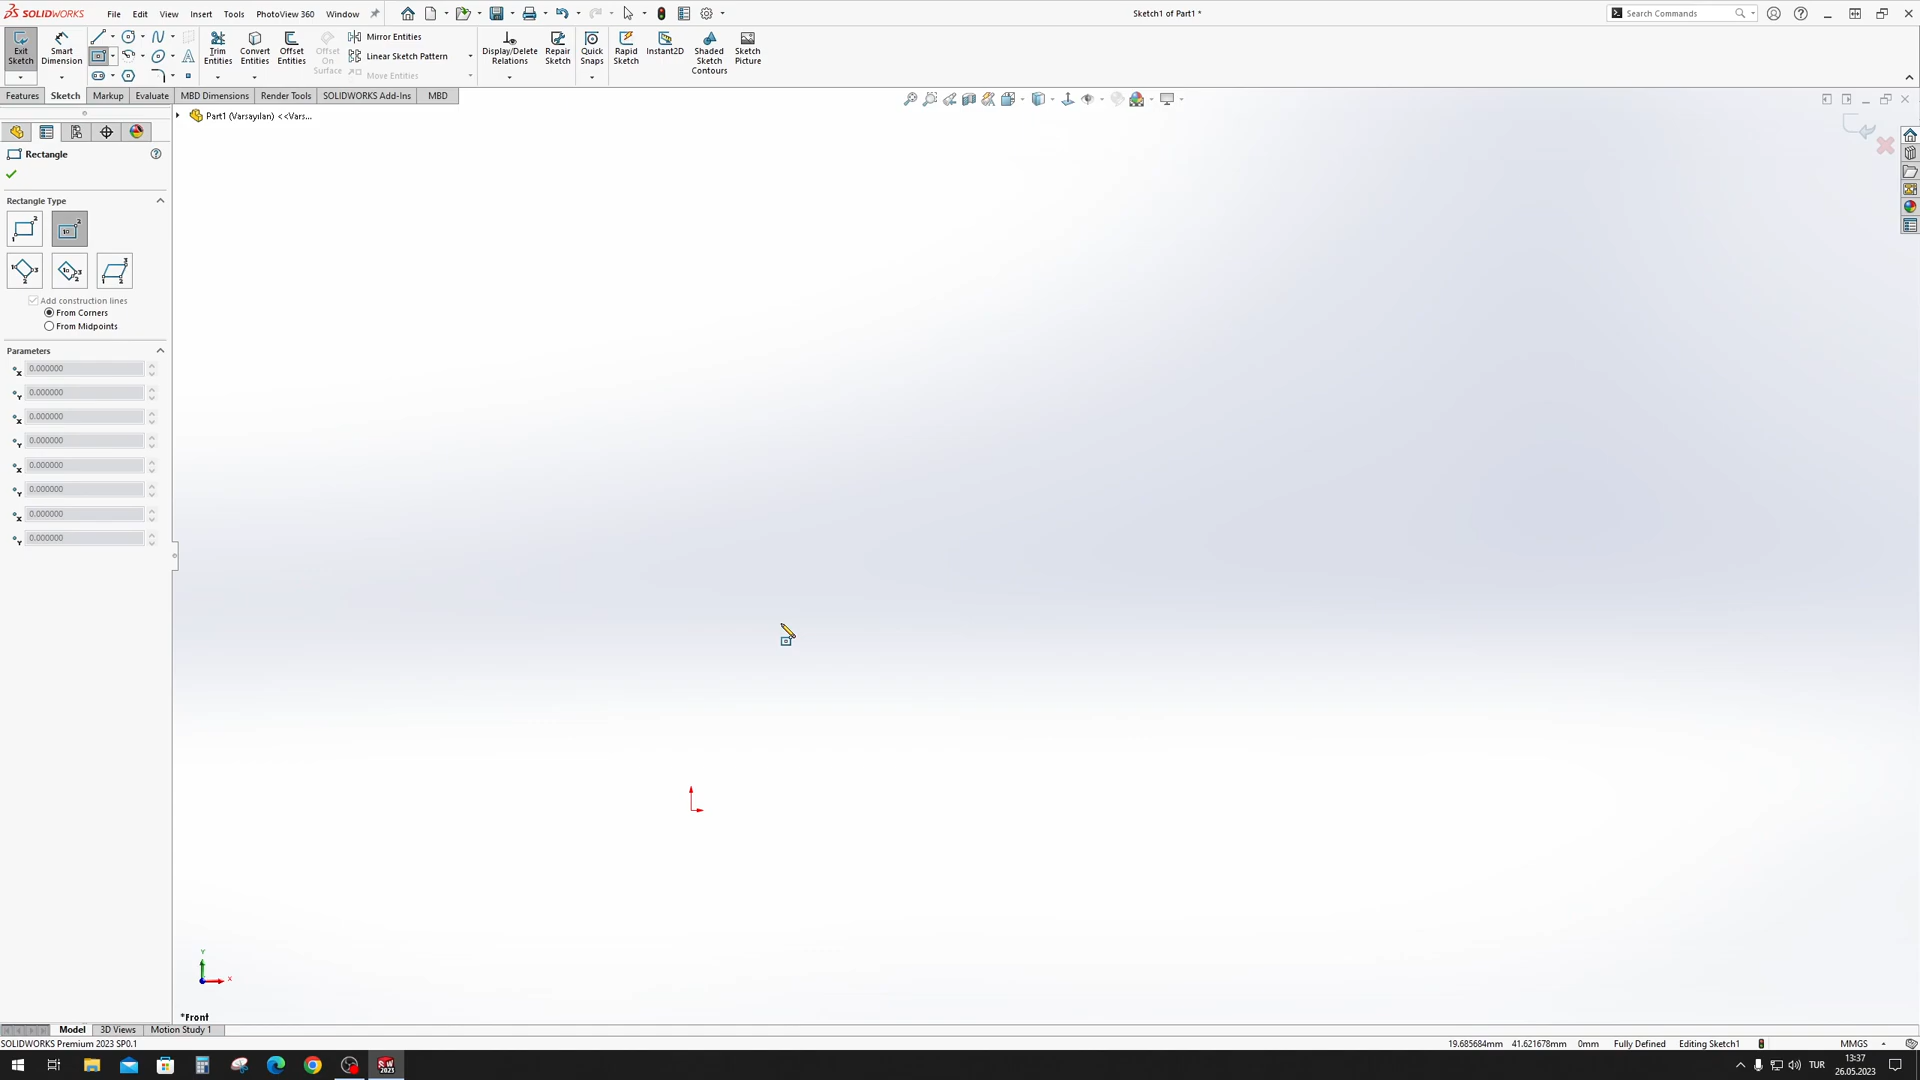 SOLIDWORKS
File
Edit
View
Insert
Tools
PhotoView 360
Window
Sketch1 of Part1 *
Search Commands
Exit Sketch
Smart Dimension
Trim Entities
Convert Entities
Offset Entities
Offset On Surface
Mirror Entities
Linear Sketch Pattern
Move Entities
Display/Delete Relations
Repair Sketch
Quick Snaps
Rapid Sketch
Instant2D
Shaded Sketch Contours
Sketch Picture
Features
Sketch
Markup
Evaluate
MBD Dimensions
Render Tools
SOLIDWORKS Add-Ins
MBD
Part1 (Varsayılan) <<Vars...
Rectangle
Rectangle Type
Add construction lines
From Corners
From Midpoints
Parameters
0.000000
0.000000
0.000000
0.000000
0.000000
0.000000
0.000000
0.000000
Y
X
*Front
Model
3D Views
Motion Study 1
SOLIDWORKS Premium 2023 SP0.1
19.685684mm
41.621678mm
0mm
Fully Defined
Editing Sketch1
MMGS
TUR
13:37
26.05.2023